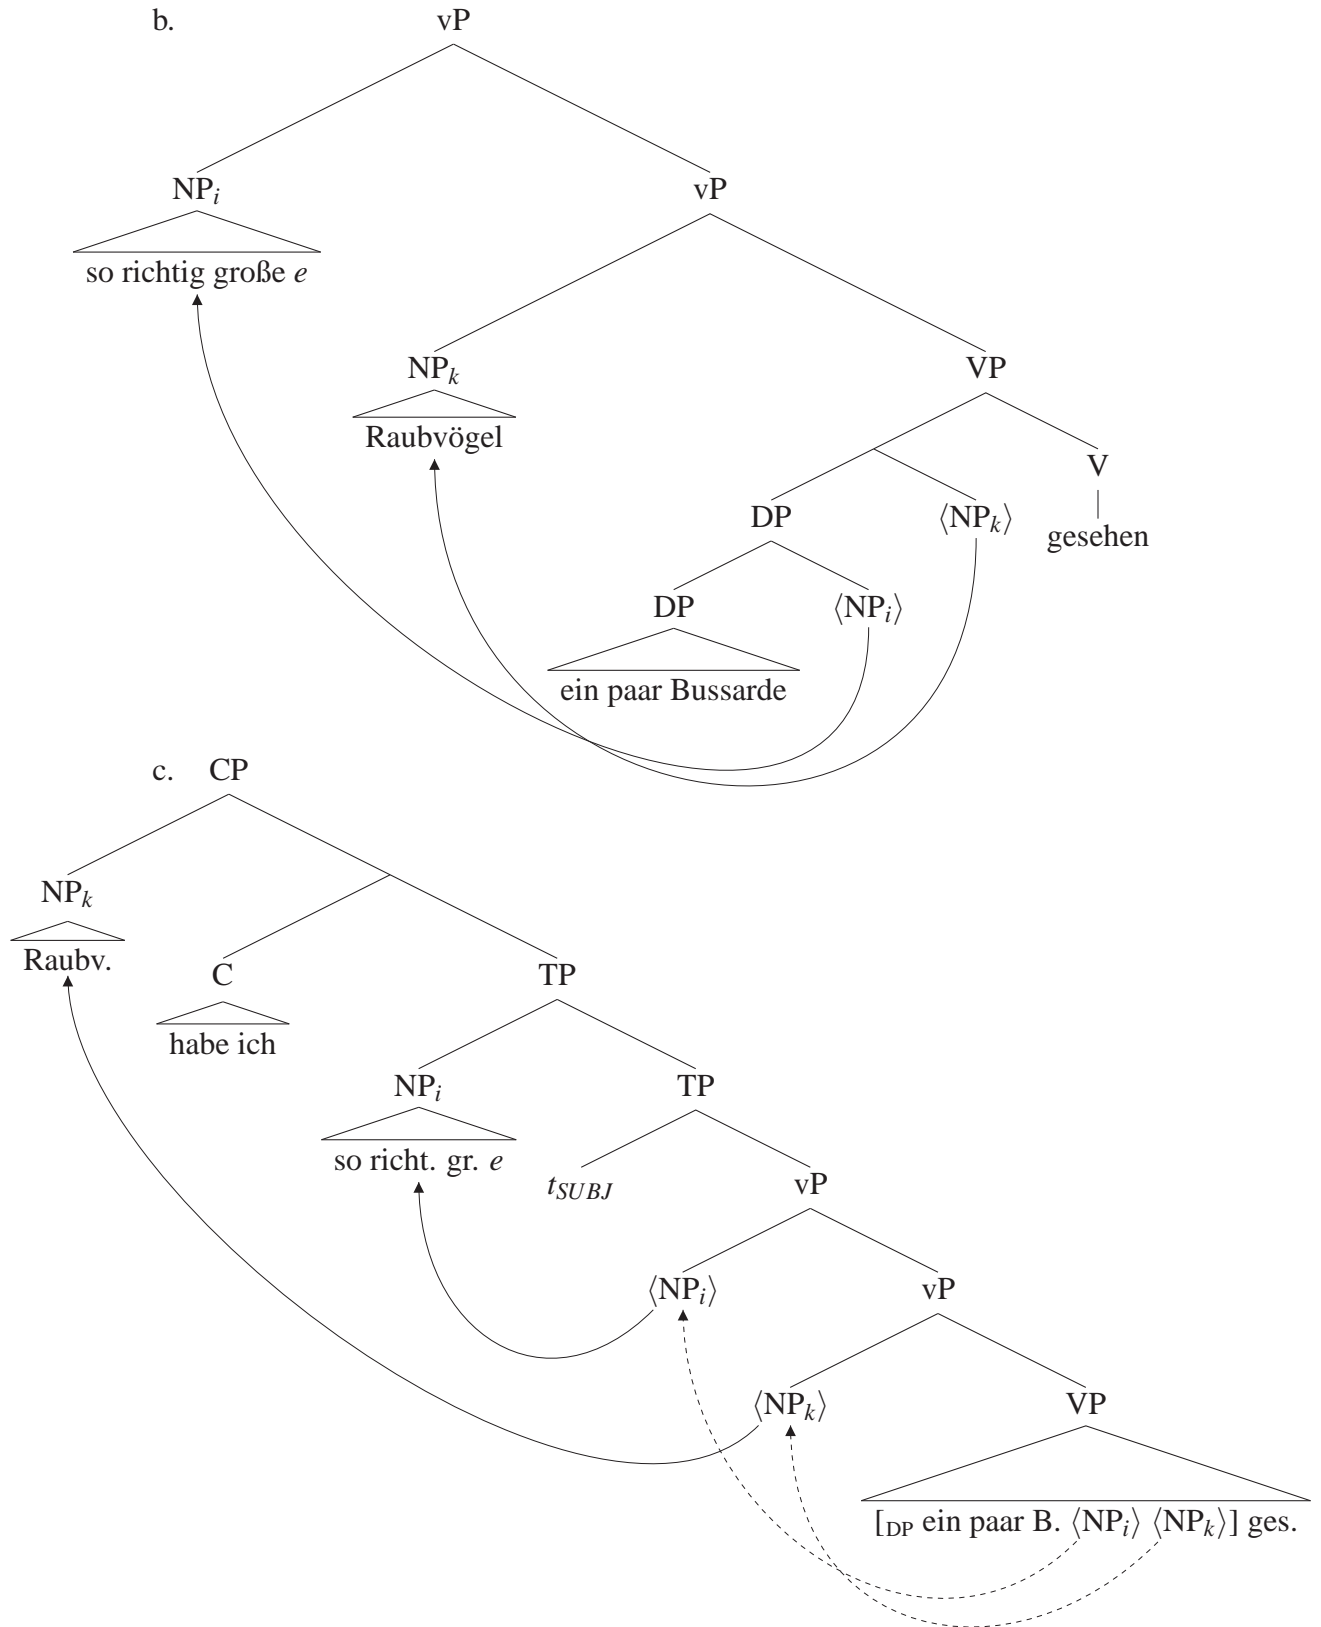 b. vP
NPi vP
so richtig große e
NPk VP
Raubvögel
V
DP ⟨NPk⟩
gesehen
DP ⟨NPi⟩
ein paar Bussarde
c. CP
NPk
Raubv.
C TP
habe ich
NPi TP
so richt. gr. e
tSUBJ vP
⟨NPi⟩ vP
⟨NPk⟩ VP
[DP ein paar B. ⟨NPi⟩ ⟨NPk⟩] ges.